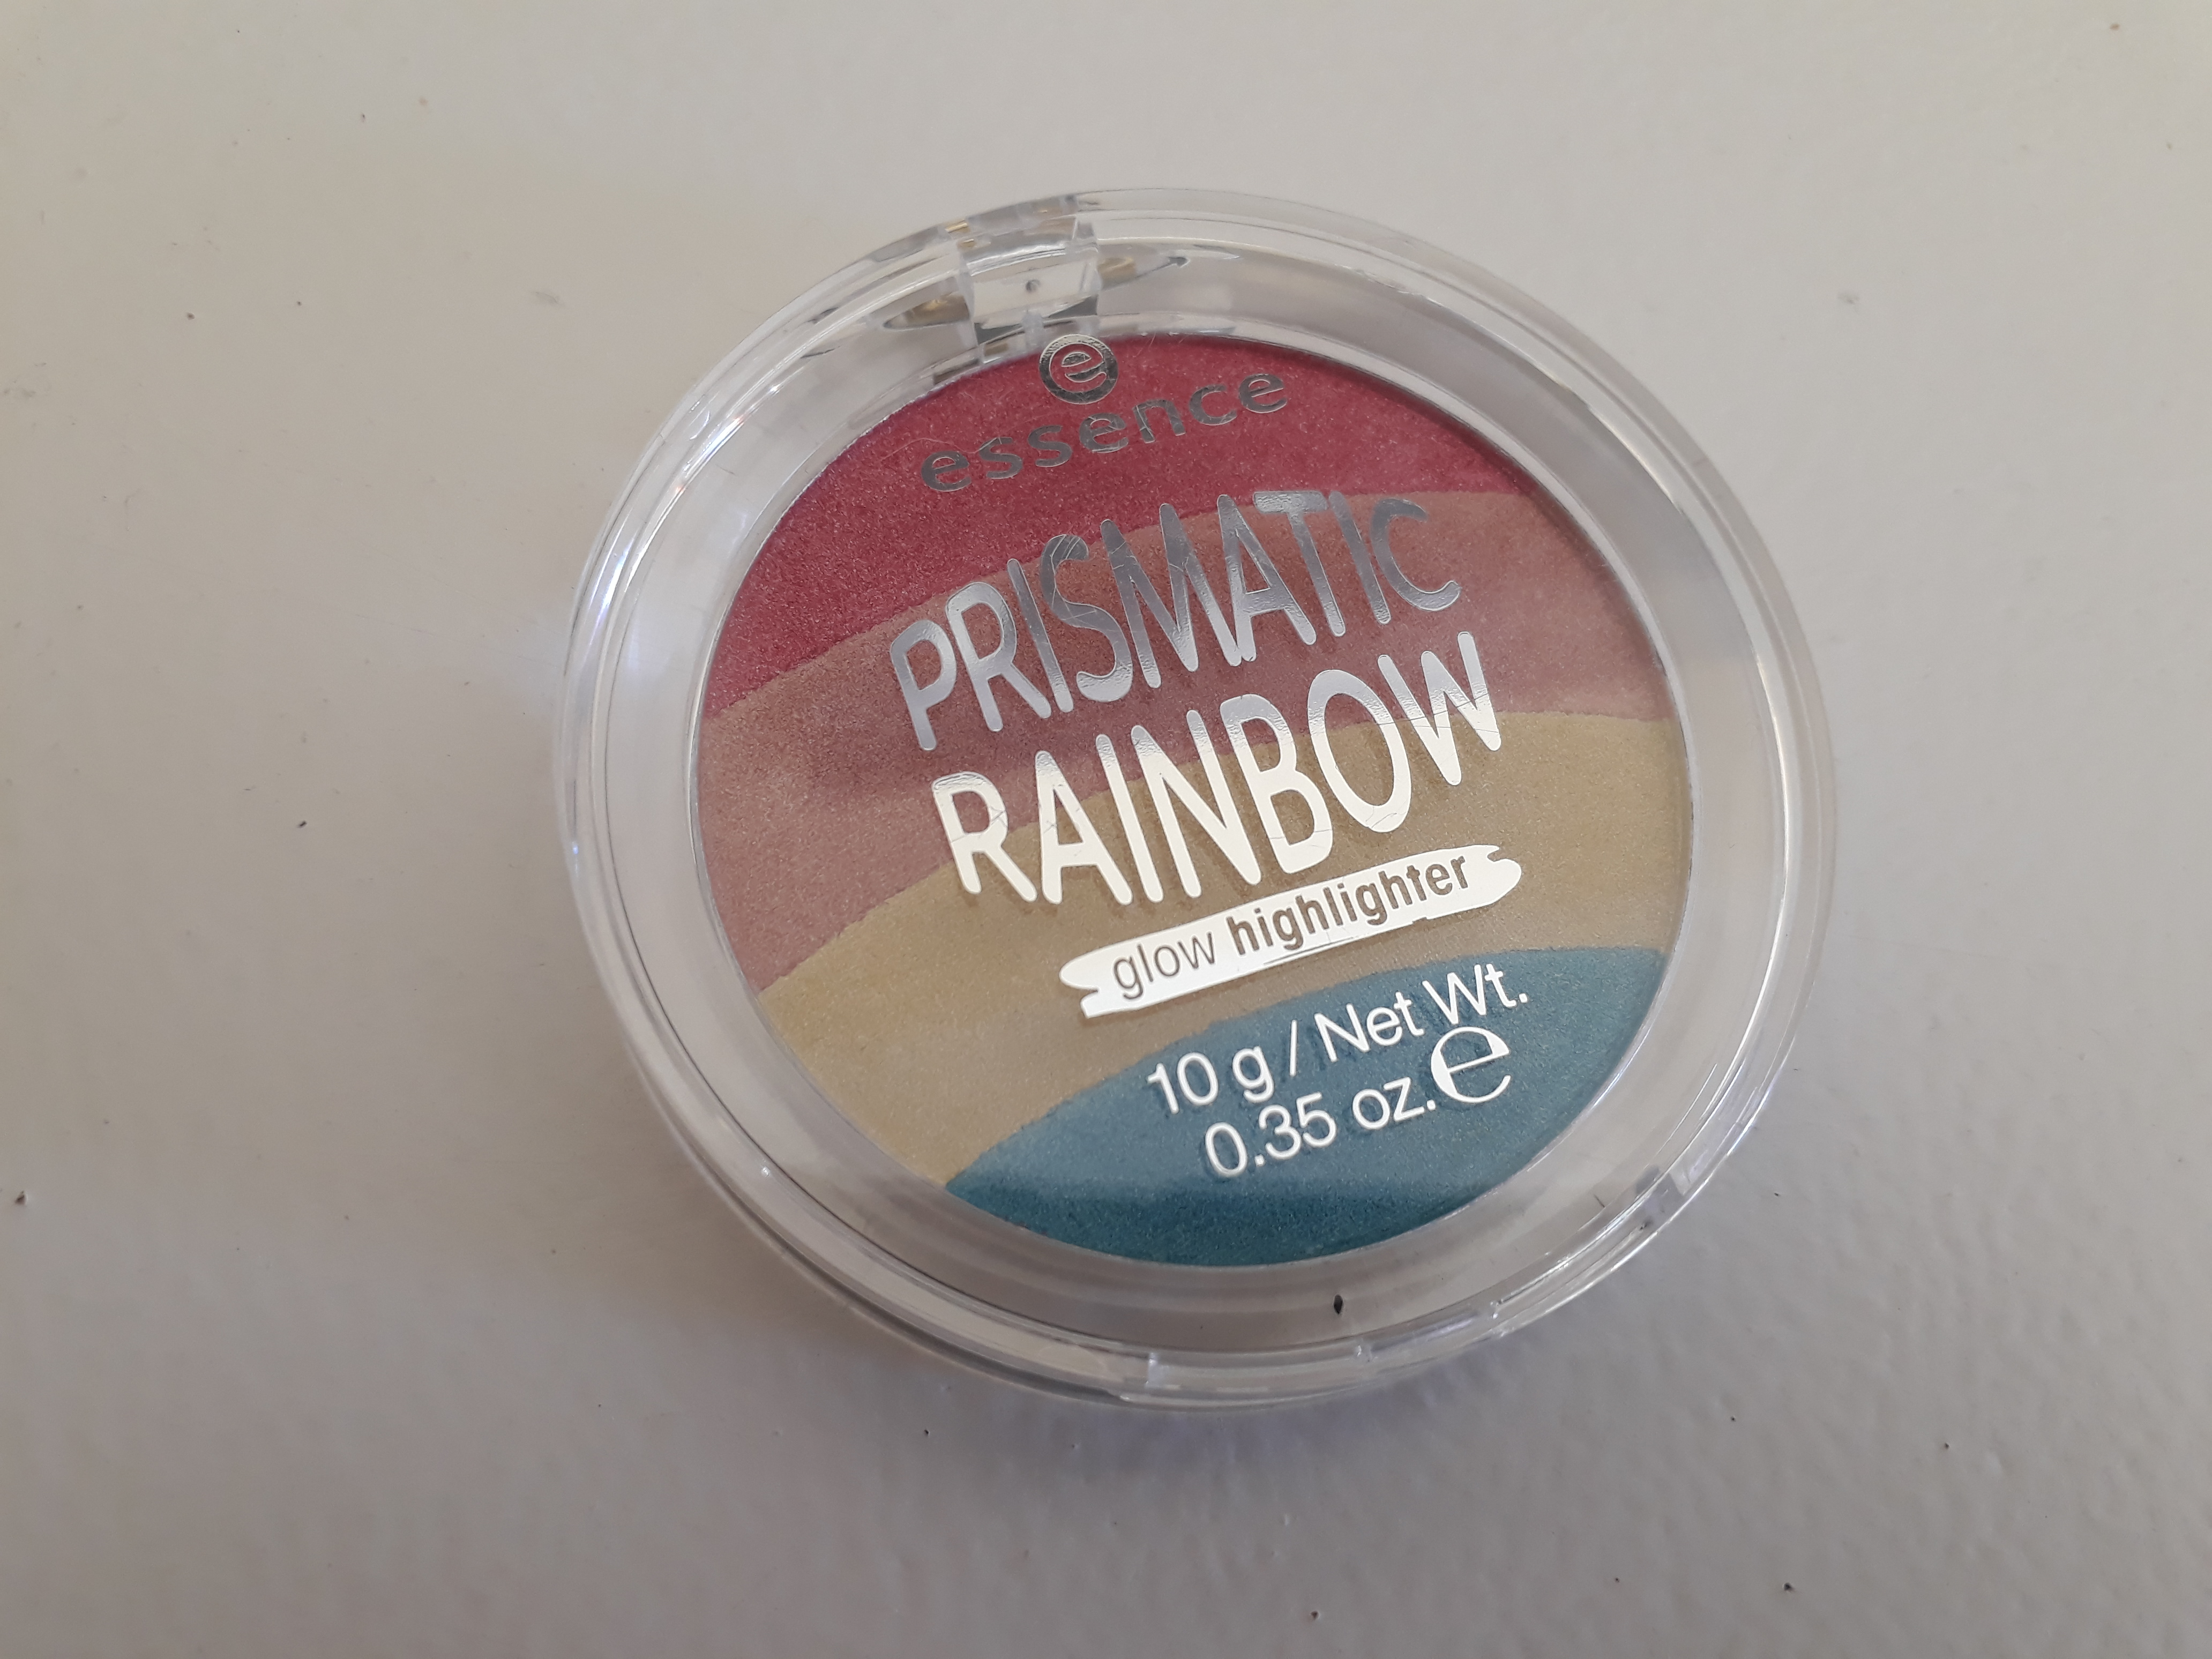 e
essence
PRISMATIC
RAINBOW
glow highlighter
10 g / Net Wt.
0.35 oz. ℮